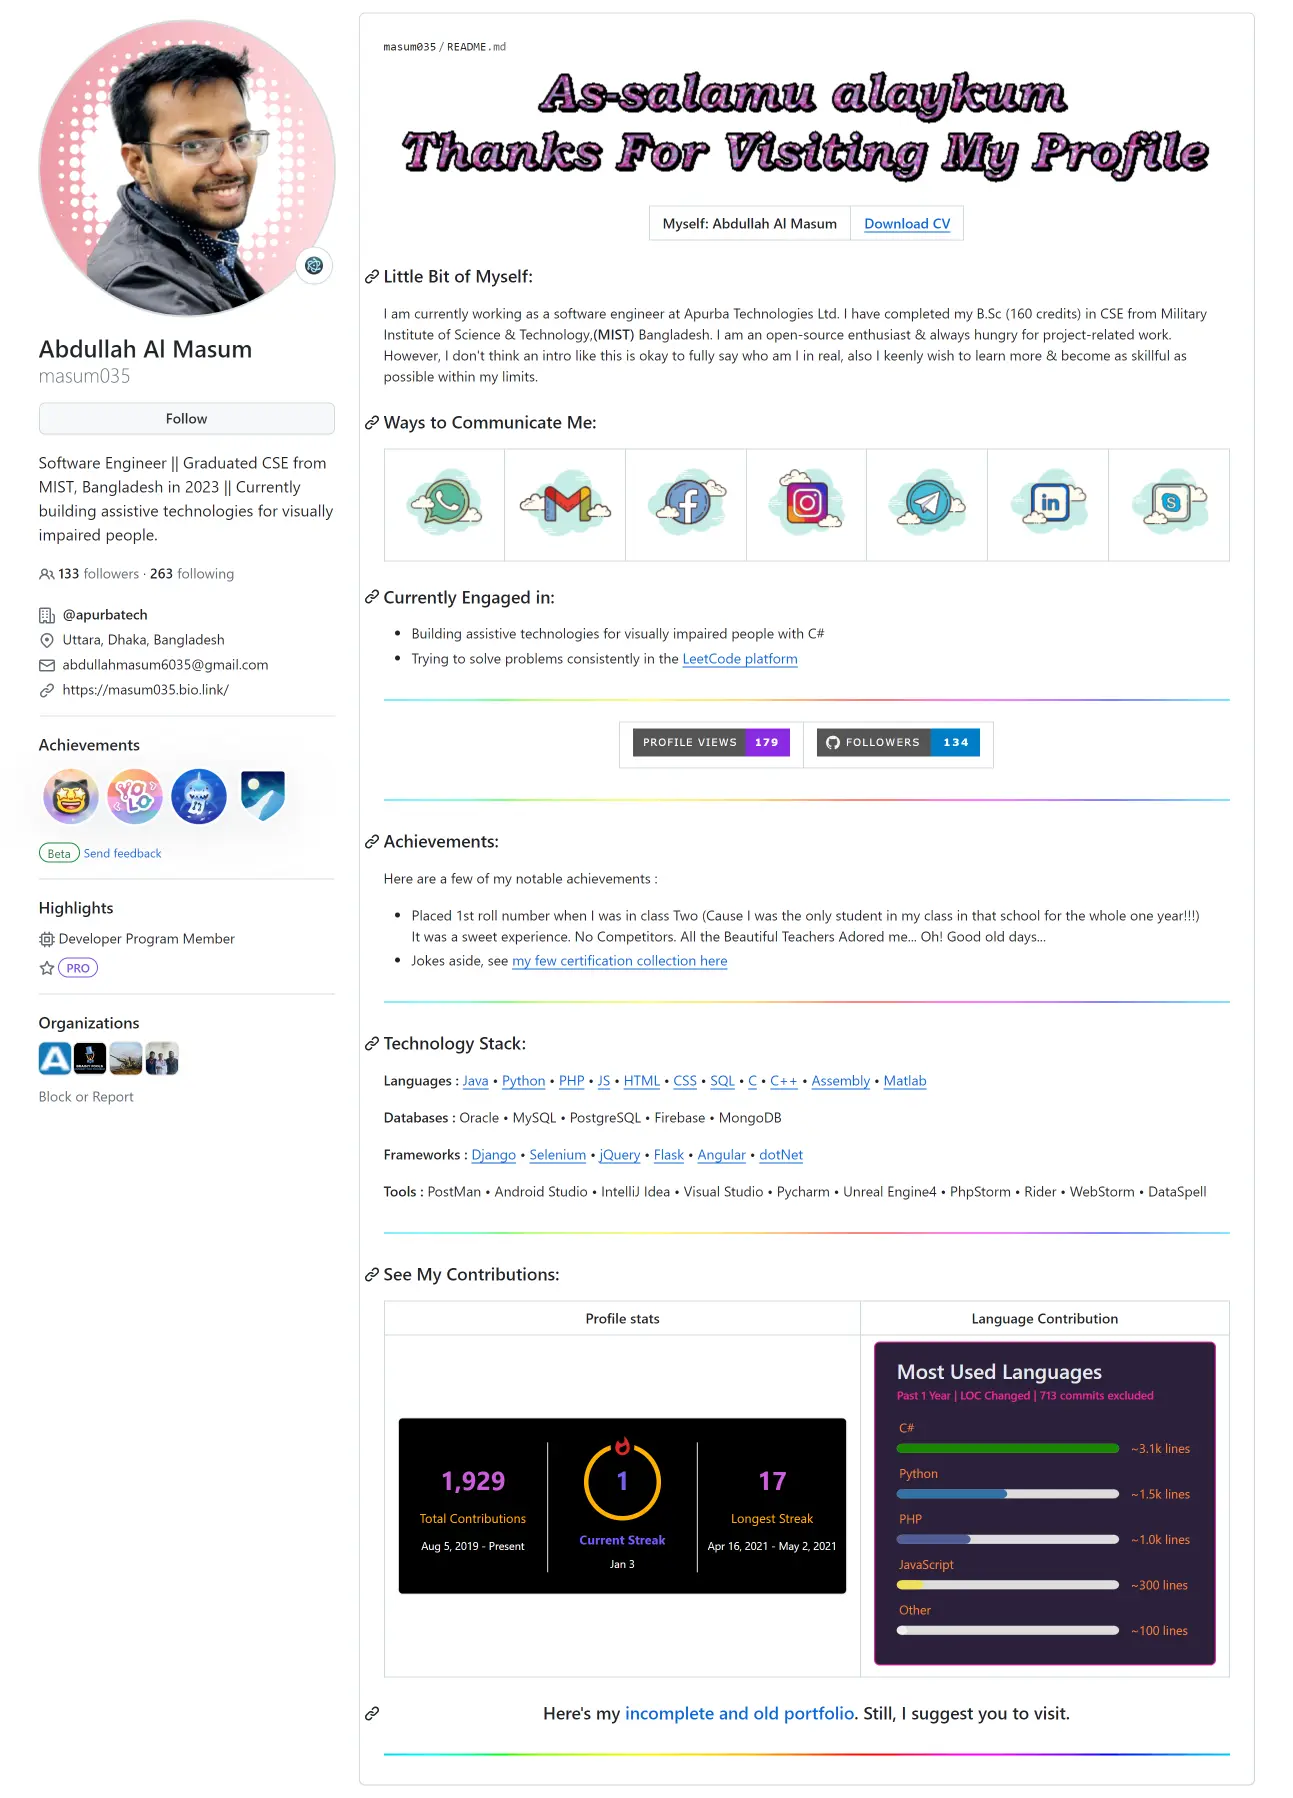 Abdullah Al Masum
masum035
Follow
Software Engineer || Graduated CSE from
MIST, Bangladesh in 2023 || Currently
building assistive technologies for visually
impaired people.
133 followers · 263 following
@apurbatech
Uttara, Dhaka, Bangladesh
abdullahmasum6035@gmail.com
https://masum035.bio.link/
Achievements
YOLO
Beta Send feedback
Highlights
Developer Program Member
PRO
Organizations
Block or Report
masum035 / README.md
As-salamu alaykum
Thanks For Visiting My Profile
Myself: Abdullah Al Masum Download CV
Little Bit of Myself:
I am currently working as a software engineer at Apurba Technologies Ltd. I have completed my B.Sc (160 credits) in CSE from Military
Institute of Science & Technology,(MIST) Bangladesh. I am an open-source enthusiast & always hungry for project-related work.
However, I don't think an intro like this is okay to fully say who am I in real, also I keenly wish to learn more & become as skillful as
possible within my limits.
Ways to Communicate Me:
Currently Engaged in:
• Building assistive technologies for visually impaired people with C#
• Trying to solve problems consistently in the LeetCode platform
PROFILE VIEWS 179 FOLLOWERS 134
Achievements:
Here are a few of my notable achievements :
• Placed 1st roll number when I was in class Two (Cause I was the only student in my class in that school for the whole one year!!!)
It was a sweet experience. No Competitors. All the Beautiful Teachers Adored me... Oh! Good old days...
• Jokes aside, see my few certification collection here
Technology Stack:
Languages : Java • Python • PHP • JS • HTML • CSS • SQL • C • C++ • Assembly • Matlab
Databases : Oracle • MySQL • PostgreSQL • Firebase • MongoDB
Frameworks : Django • Selenium • jQuery • Flask • Angular • dotNet
Tools : PostMan • Android Studio • IntelliJ Idea • Visual Studio • Pycharm • Unreal Engine4 • PhpStorm • Rider • WebStorm • DataSpell
See My Contributions:
Profile stats Language Contribution
1,929
Total Contributions
Aug 5, 2019 - Present
1
Current Streak
Jan 3
17
Longest Streak
Apr 16, 2021 - May 2, 2021
Most Used Languages
Past 1 Year | LOC Changed | 713 commits excluded
C#
~3.1k lines
Python
~1.5k lines
PHP
~1.0k lines
JavaScript
~300 lines
Other
~100 lines
Here's my incomplete and old portfolio. Still, I suggest you to visit.